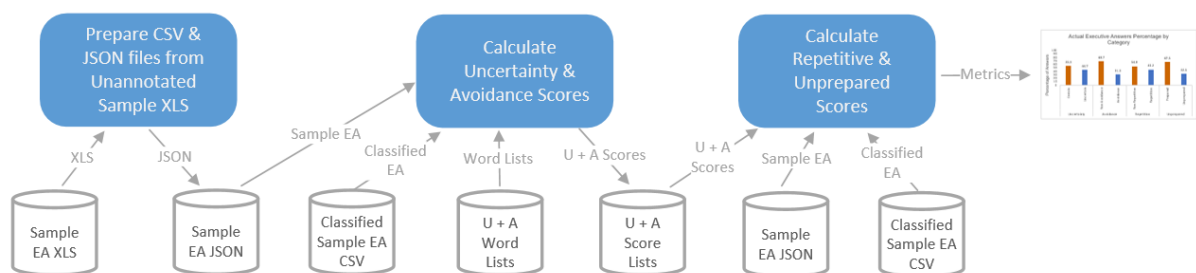 Prepare CSV &
JSON files from
Unannotated
Sample XLS
Calculate
Uncertainty &
Avoidance Scores
Calculate
Repetitive &
Unprepared
Scores
Metrics
Actual Executive Answers Percentage by
Category
Percentage of Answers
XLS
JSON
Sample EA
Classified
EA
Word Lists
U + A Scores
U + A
Scores
Sample EA
Classified
EA
Sample
EA XLS
Sample
EA JSON
Classified
Sample EA
CSV
U + A
Word
Lists
U + A
Score
Lists
Sample
EA JSON
Classified
Sample EA
CSV